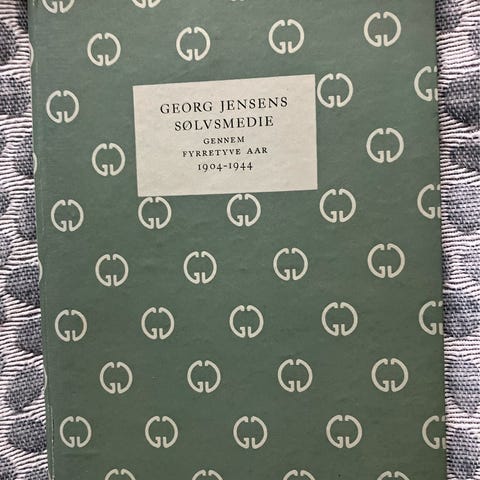 GEORG JENSENS
SØLVSMEDIE
GENNEM
FYRRETYVE AAR
1904-1944